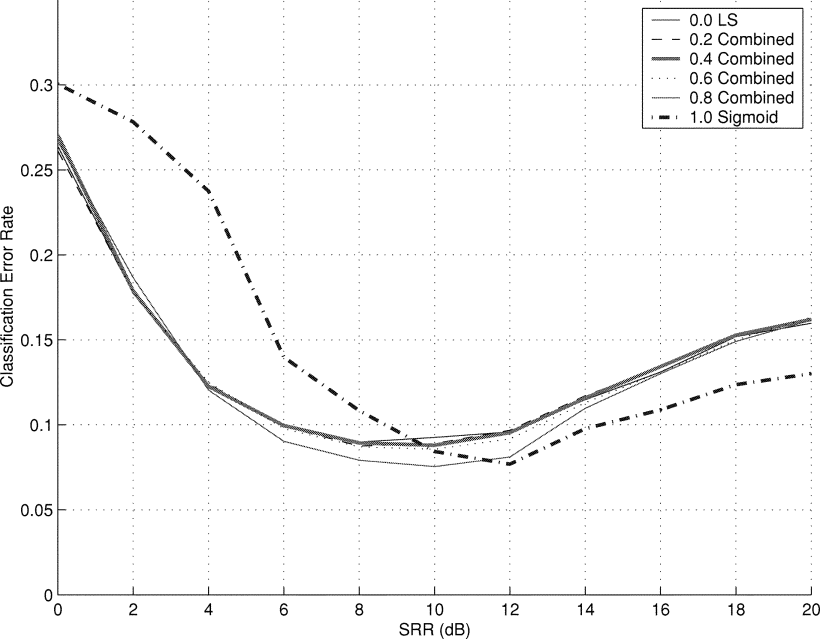 0.0 LS
0.2 Combined
0.4 Combined
0.6 Combined
0.8 Combined
1.0 Sigmoid
0.3
0.25
0.2
0.15
0.1
0.05
0
Classification Error Rate
0 2 4 6 8 10 12 14 16 18 20
SRR (dB)